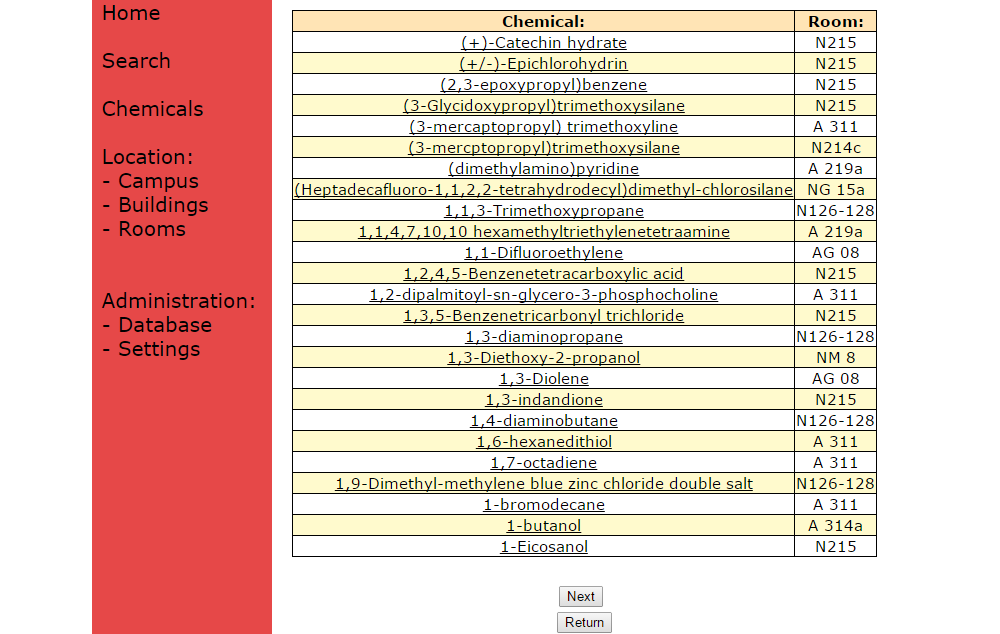 Home
Search
Chemicals
Location:
- Campus
- Buildings
- Rooms
Administration:
- Database
- Settings
Chemical: Room:
(+)-Catechin hydrate N215
(+/-)-Epichlorohydrin N215
(2,3-epoxypropyl)benzene N215
(3-Glycidoxypropyl)trimethoxysilane N215
(3-mercaptopropyl) trimethoxyline A 311
(3-mercptopropyl)trimethoxysilane N214c
(dimethylamino)pyridine A 219a
(Heptadecafluoro-1,1,2,2-tetrahydrodecyl)dimethyl-chlorosilane NG 15a
1,1,3-Trimethoxypropane N126-128
1,1,4,7,10,10 hexamethyltriethylenetetraamine A 219a
1,1-Difluoroethylene AG 08
1,2,4,5-Benzenetetracarboxylic acid N215
1,2-dipalmitoyl-sn-glycero-3-phosphocholine A 311
1,3,5-Benzenetricarbonyl trichloride N215
1,3-diaminopropane N126-128
1,3-Diethoxy-2-propanol NM 8
1,3-Diolene AG 08
1,3-indandione N215
1,4-diaminobutane N126-128
1,6-hexanedithiol A 311
1,7-octadiene A 311
1,9-Dimethyl-methylene blue zinc chloride double salt N126-128
1-bromodecane A 311
1-butanol A 314a
1-Eicosanol N215
Next
Return